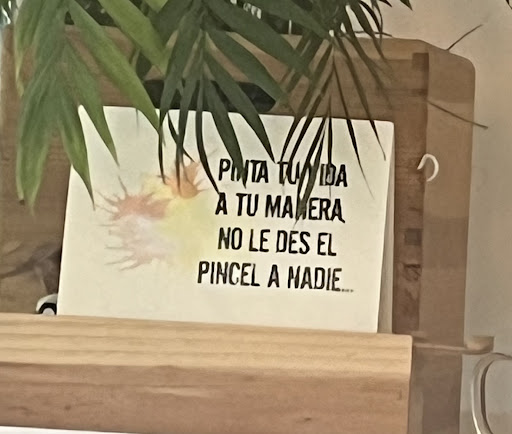 PINTA TU VIDA
A TU MANERA
NO LE DES EL
PINCEL A NADIE...